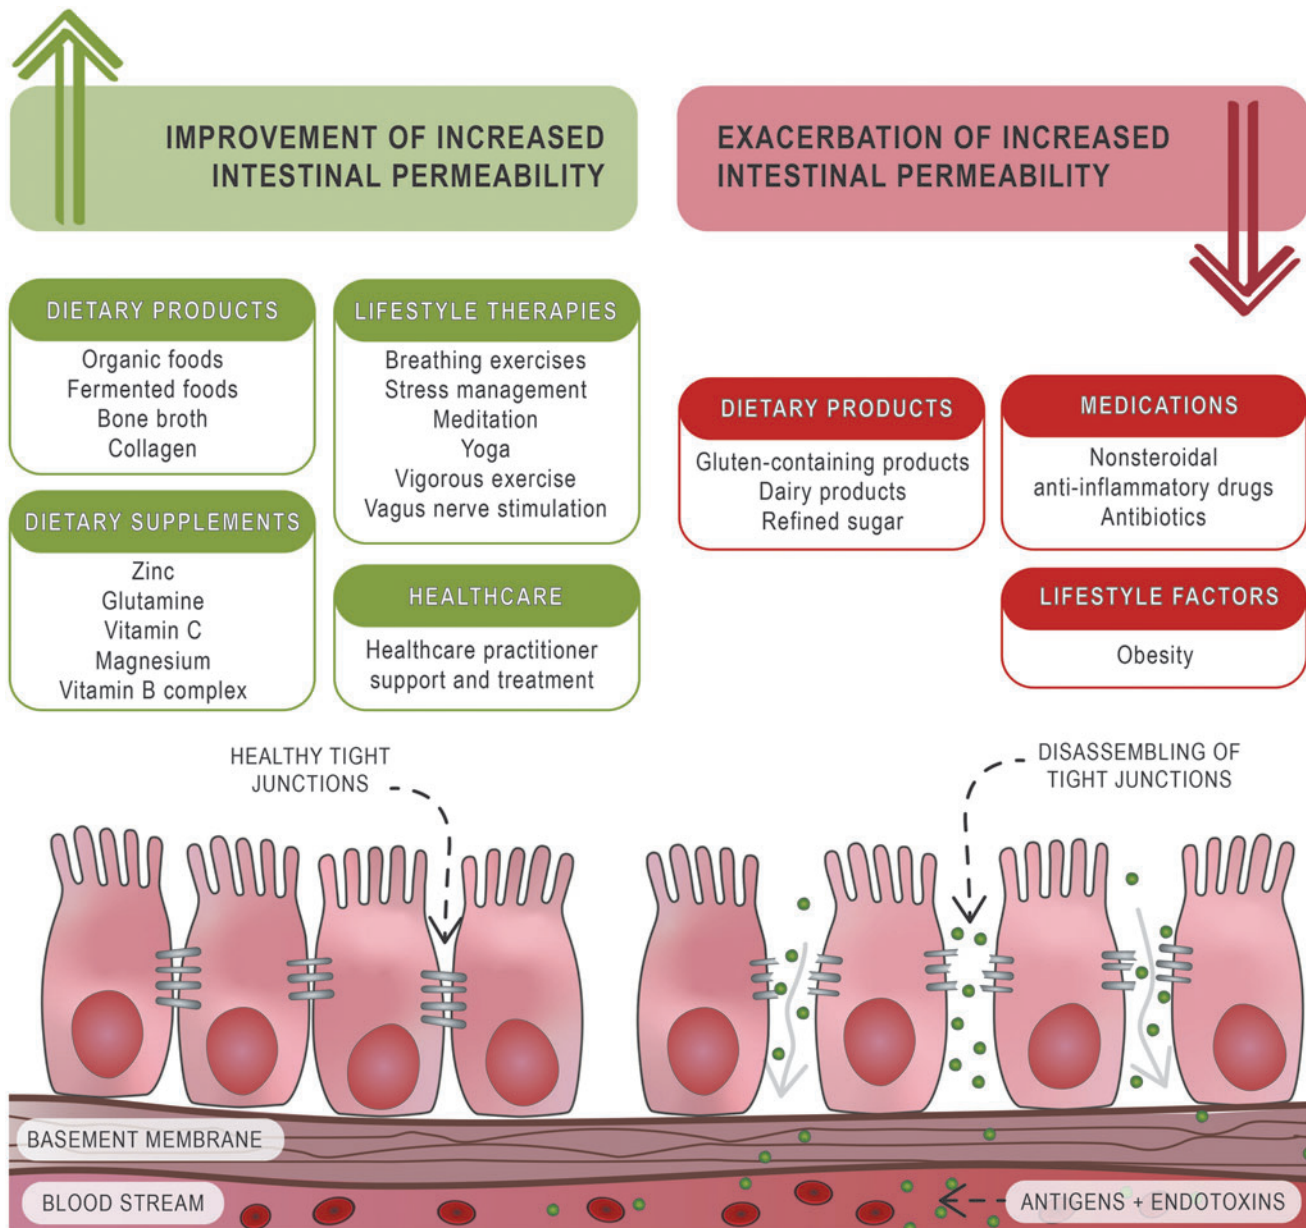 IMPROVEMENT OF INCREASED
INTESTINAL PERMEABILITY
EXACERBATION OF INCREASED
INTESTINAL PERMEABILITY
DIETARY PRODUCTS
Organic foods
Fermented foods
Bone broth
Collagen
DIETARY SUPPLEMENTS
Zinc
Glutamine
Vitamin C
Magnesium
Vitamin B complex
LIFESTYLE THERAPIES
Breathing exercises
Stress management
Meditation
Yoga
Vigorous exercise
Vagus nerve stimulation
HEALTHCARE
Healthcare practitioner
support and treatment
DIETARY PRODUCTS
Gluten-containing products
Dairy products
Refined sugar
MEDICATIONS
Nonsteroidal
anti-inflammatory drugs
Antibiotics
LIFESTYLE FACTORS
Obesity
HEALTHY TIGHT
JUNCTIONS
DISASSEMBLING OF
TIGHT JUNCTIONS
BASEMENT MEMBRANE
BLOOD STREAM
ANTIGENS + ENDOTOXINS